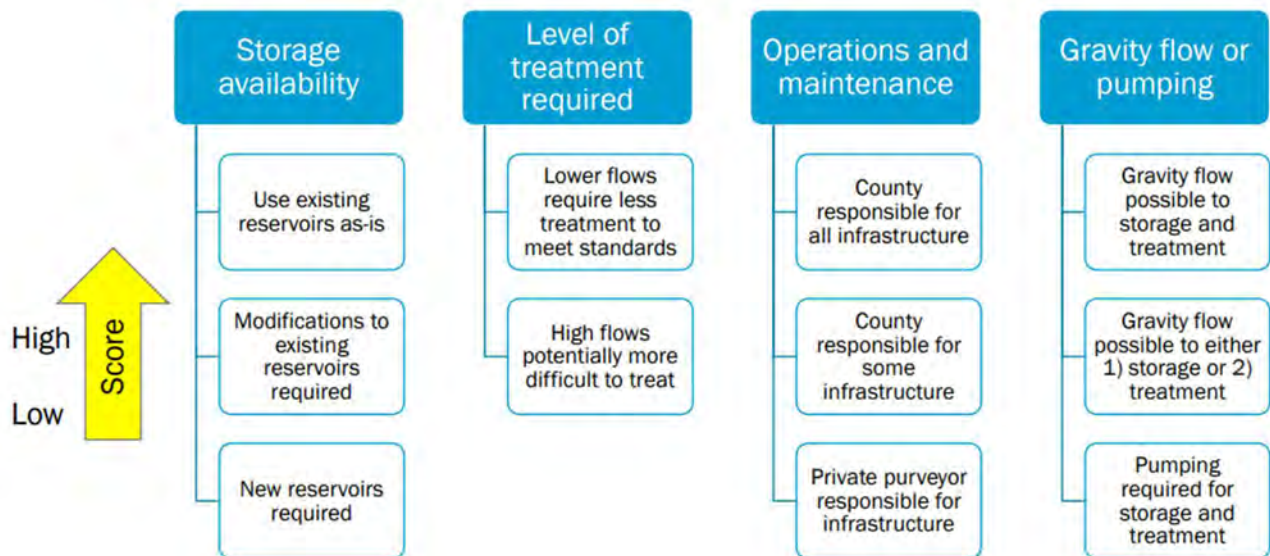 Storage
availability
Use existing
reservoirs as-is
Modifications to
existing
reservoirs
required
New reservoirs
required
Level of
treatment
required
Lower flows
require less
treatment to
meet standards
High flows
potentially more
difficult to treat
Operations and
maintenance
County
responsible for
all infrastructure
County
responsible for
some
infrastructure
Private purveyor
responsible for
infrastructure
Gravity flow or
pumping
Gravity flow
possible to
storage and
treatment
Gravity flow
possible to either
1) storage or 2)
treatment
Pumping
required for
storage and
treatment
High
Low
Score